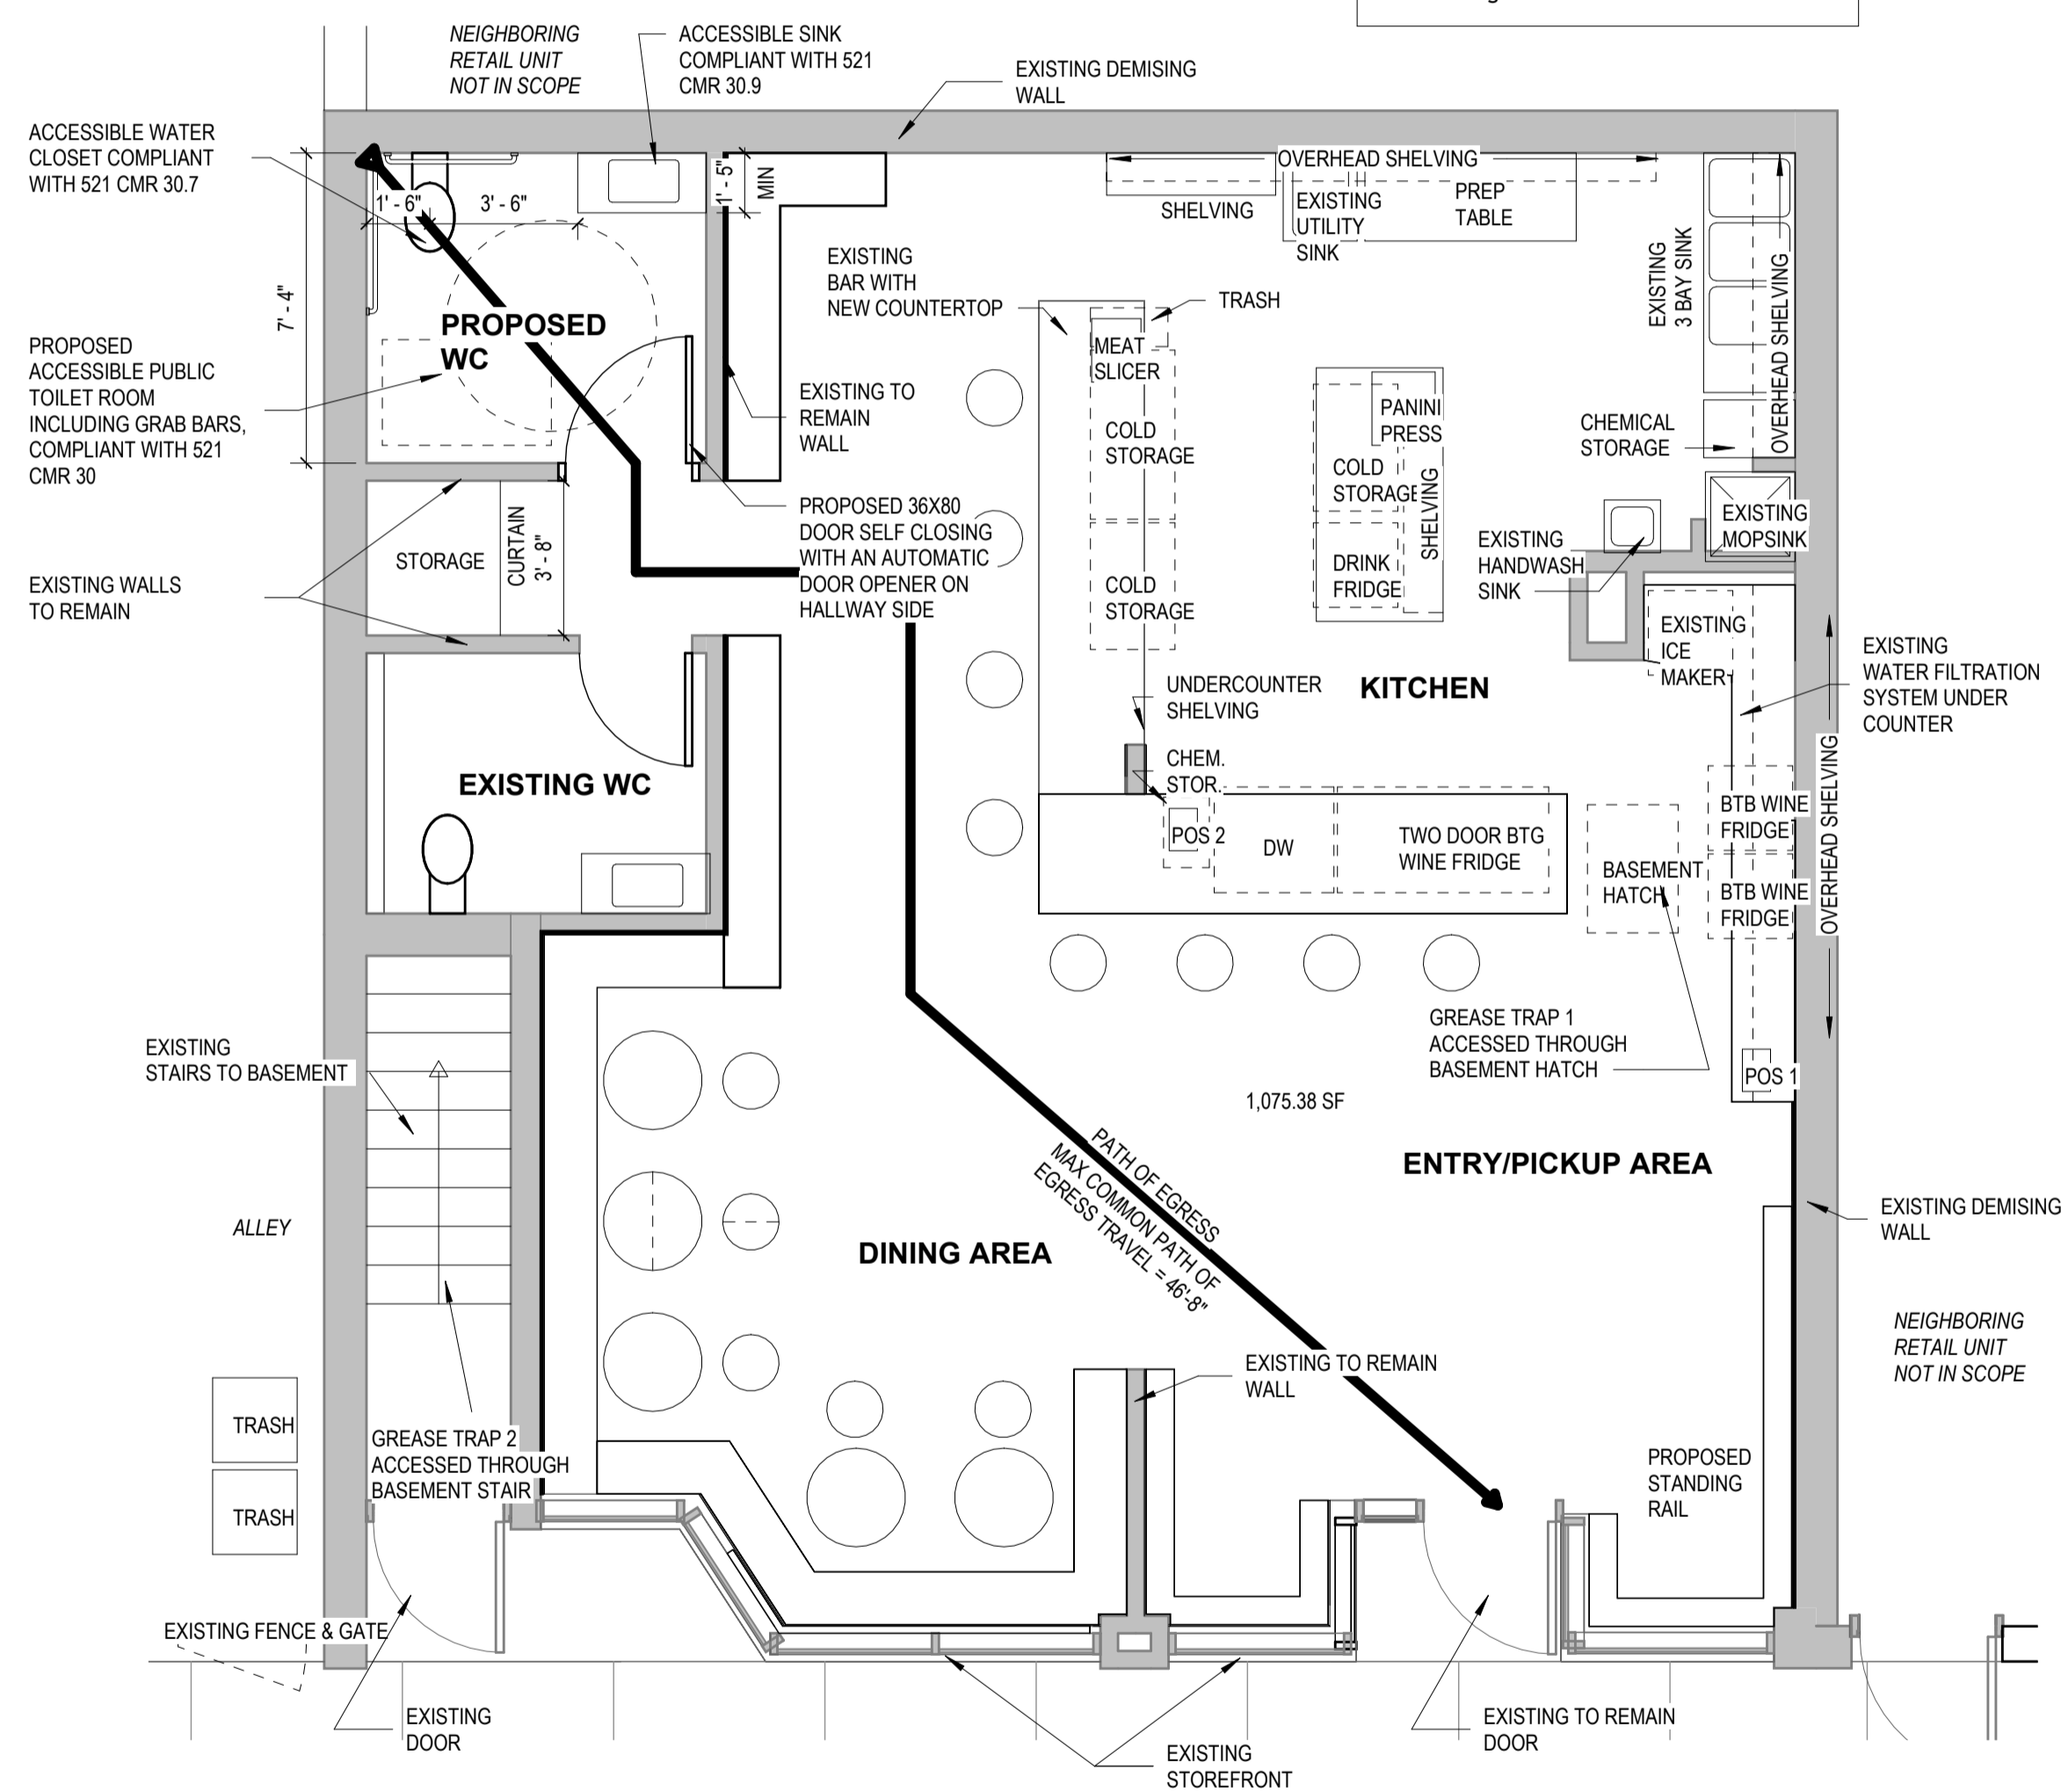 NEIGHBORING
RETAIL UNIT
NOT IN SCOPE
ACCESSIBLE SINK
COMPLIANT WITH 521
CMR 30.9
EXISTING DEMISING
WALL
ACCESSIBLE WATER
CLOSET COMPLIANT
WITH 521 CMR 30.7
1' - 6"
3' - 6"
1' - 5"
MIN
7' - 4"
OVERHEAD SHELVING
SHELVING
EXISTING
UTILITY
SINK
PREP
TABLE
EXISTING
3 BAY SINK
OVERHEAD SHELVING
EXISTING
BAR WITH
NEW COUNTERTOP
TRASH
PROPOSED
WC
PROPOSED
ACCESSIBLE PUBLIC
TOILET ROOM
INCLUDING GRAB BARS,
COMPLIANT WITH 521
CMR 30
MEAT
SLICER
EXISTING TO
REMAIN
WALL
COLD
STORAGE
PANINI
PRESS
COLD
STORAGE
SHELVING
CHEMICAL
STORAGE
PROPOSED 36X80
DOOR SELF CLOSING
WITH AN AUTOMATIC
DOOR OPENER ON
HALLWAY SIDE
STORAGE
CURTAIN
3' - 8"
EXISTING WALLS
TO REMAIN
COLD
STORAGE
DRINK
FRIDGE
EXISTING
HANDWASH
SINK
EXISTING
MOPSINK
EXISTING
ICE
MAKER
EXISTING
WATER FILTRATION
SYSTEM UNDER
COUNTER
UNDERCOUNTER
SHELVING
KITCHEN
CHEM.
STOR.
EXISTING WC
POS 2
DW
TWO DOOR BTG
WINE FRIDGE
BASEMENT
HATCH
BTB WINE
FRIDGE
BTB WINE
FRIDGE
OVERHEAD SHELVING
GREASE TRAP 1
ACCESSED THROUGH
BASEMENT HATCH
EXISTING
STAIRS TO BASEMENT
POS 1
1,075.38 SF
PATH OF EGRESS
MAX COMMON PATH OF
EGRESS TRAVEL = 46'-8"
ENTRY/PICKUP AREA
ALLEY
DINING AREA
EXISTING DEMISING
WALL
NEIGHBORING
RETAIL UNIT
NOT IN SCOPE
EXISTING TO REMAIN
WALL
TRASH
TRASH
GREASE TRAP 2
ACCESSED THROUGH
BASEMENT STAIR
PROPOSED
STANDING
RAIL
EXISTING FENCE & GATE
EXISTING
DOOR
EXISTING
STOREFRONT
EXISTING TO REMAIN
DOOR